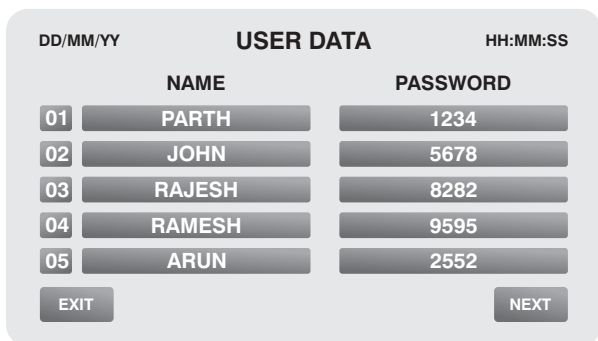 DD/MM/YY USER DATA HH:MM:SS
NAME PASSWORD
01 PARTH 1234
02 JOHN 5678
03 RAJESH 8282
04 RAMESH 9595
05 ARUN 2552
EXIT NEXT